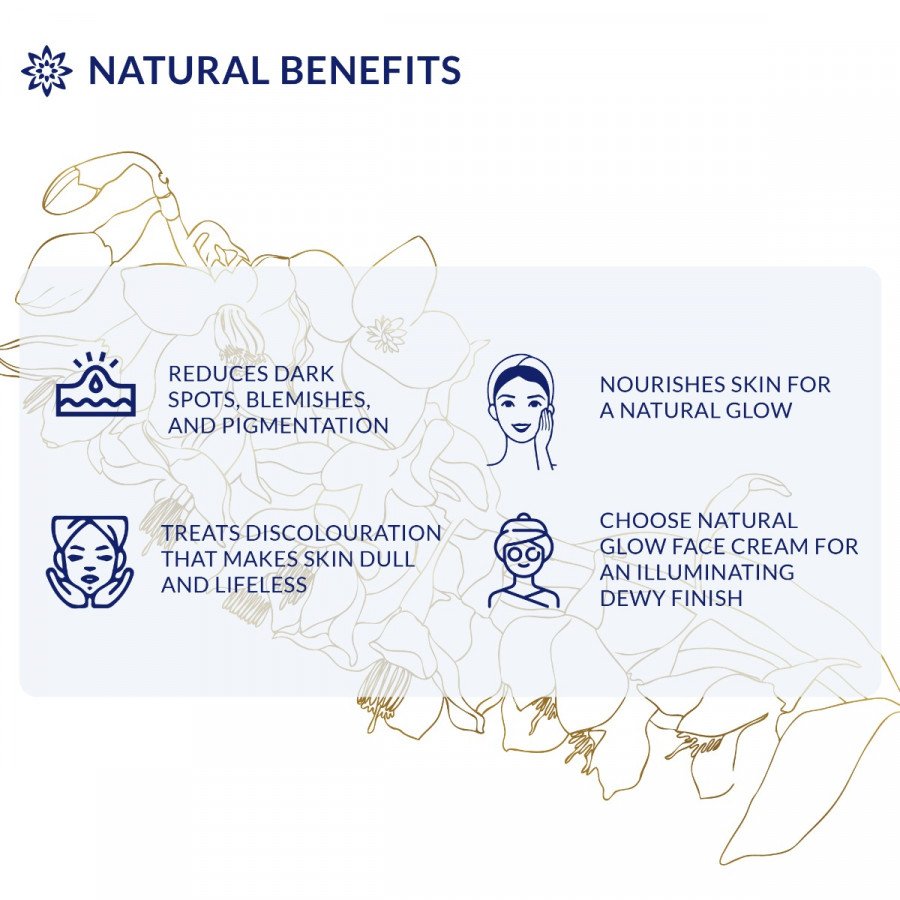 NATURAL BENEFITS
REDUCES DARK
SPOTS, BLEMISHES,
AND PIGMENTATION
NOURISHES SKIN FOR
A NATURAL GLOW
TREATS DISCOLOURATION
THAT MAKES SKIN DULL
AND LIFELESS
CHOOSE NATURAL
GLOW FACE CREAM FOR
AN ILLUMINATING
DEWY FINISH